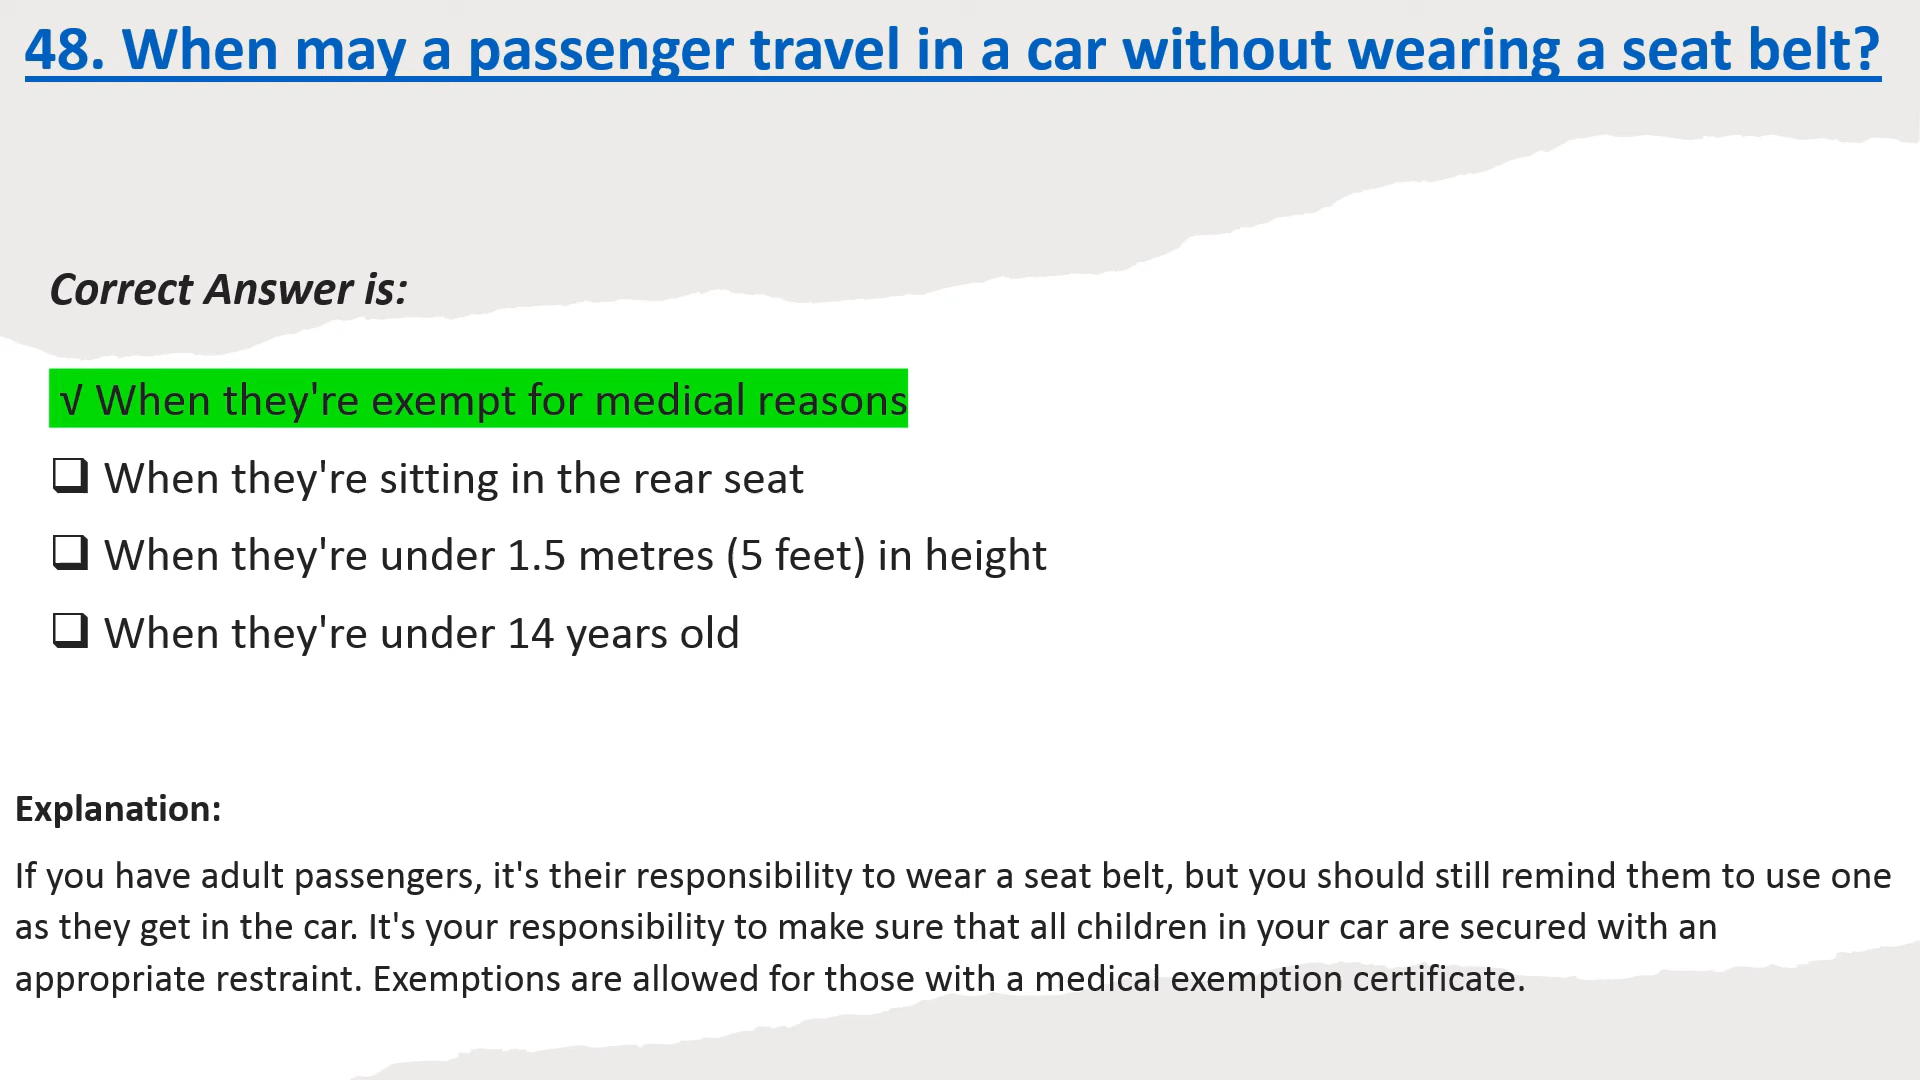 48. When may a passenger travel in a car without wearing a seat belt?
Correct Answer is:
√ When they're exempt for medical reasons
❑ When they're sitting in the rear seat
❑ When they're under 1.5 metres (5 feet) in height
❑ When they're under 14 years old
Explanation:
If you have adult passengers, it's their responsibility to wear a seat belt, but you should still remind them to use one
as they get in the car. It's your responsibility to make sure that all children in your car are secured with an
appropriate restraint. Exemptions are allowed for those with a medical exemption certificate.